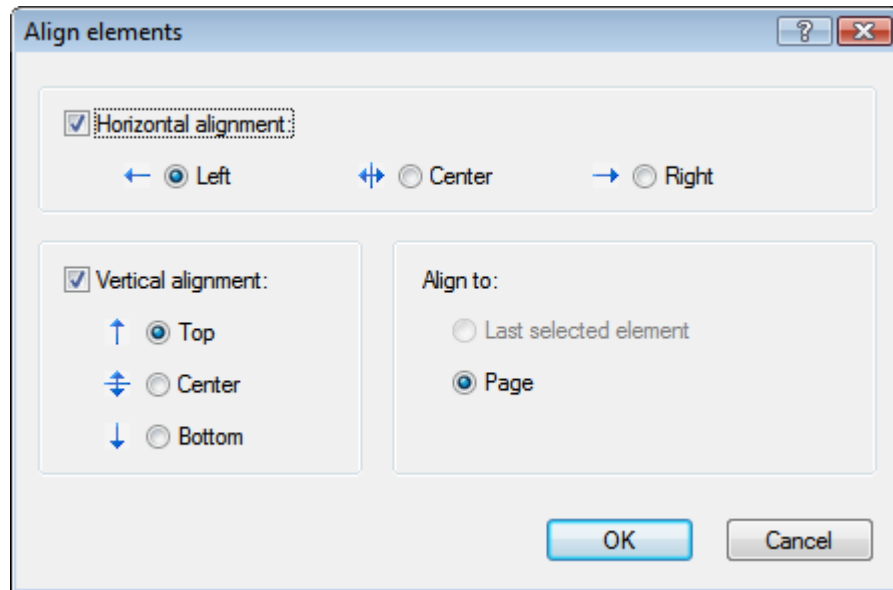 Align elements
?
Horizontal alignment:
Left Center Right
Vertical alignment:
Top
Center
Bottom
Align to:
Last selected element
Page
OK Cancel